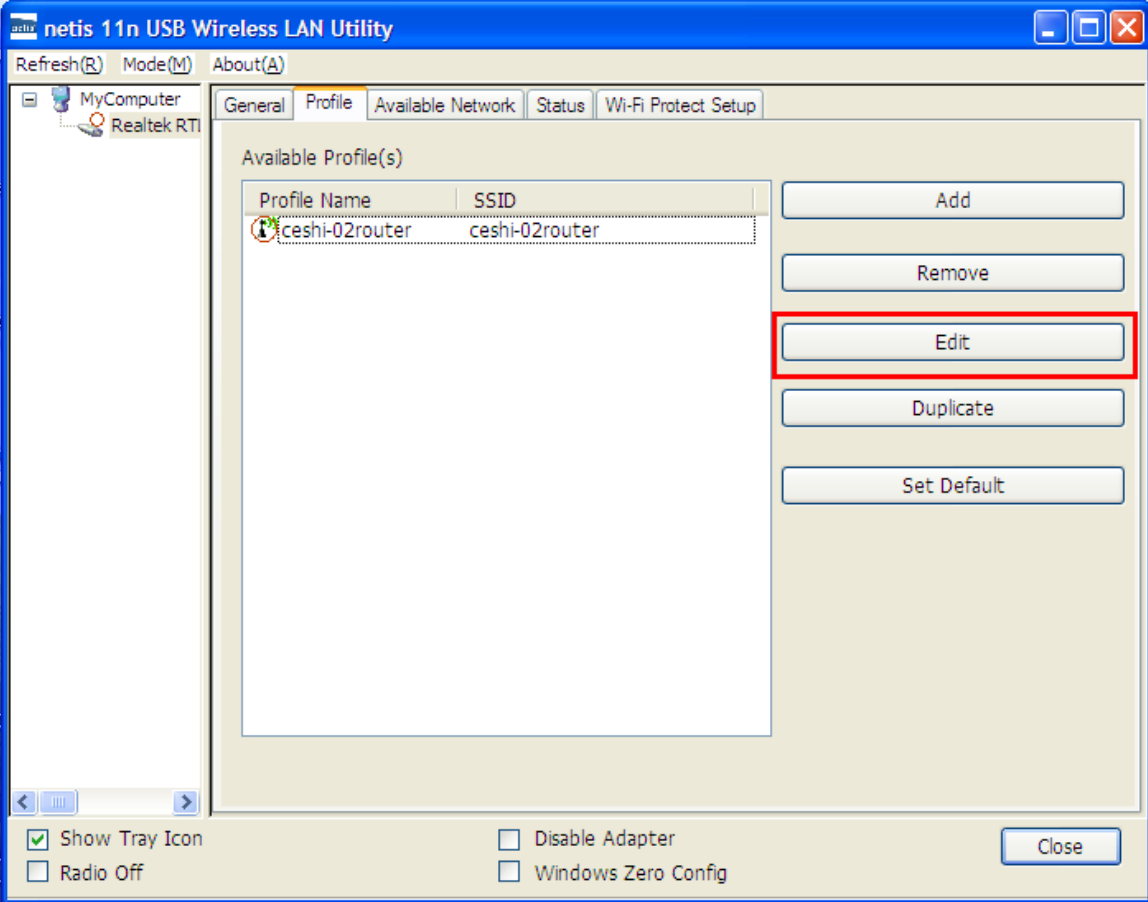 netis netis 11n USB Wireless LAN Utility
Refresh(R) Mode(M) About(A)
MyComputer
Realtek RTL
General Profile Available Network Status Wi-Fi Protect Setup
Available Profile(s)
Profile Name SSID
ceshi-02router ceshi-02router
Add
Remove
Edit
Duplicate
Set Default
Show Tray Icon Disable Adapter
Radio Off Windows Zero Config
Close